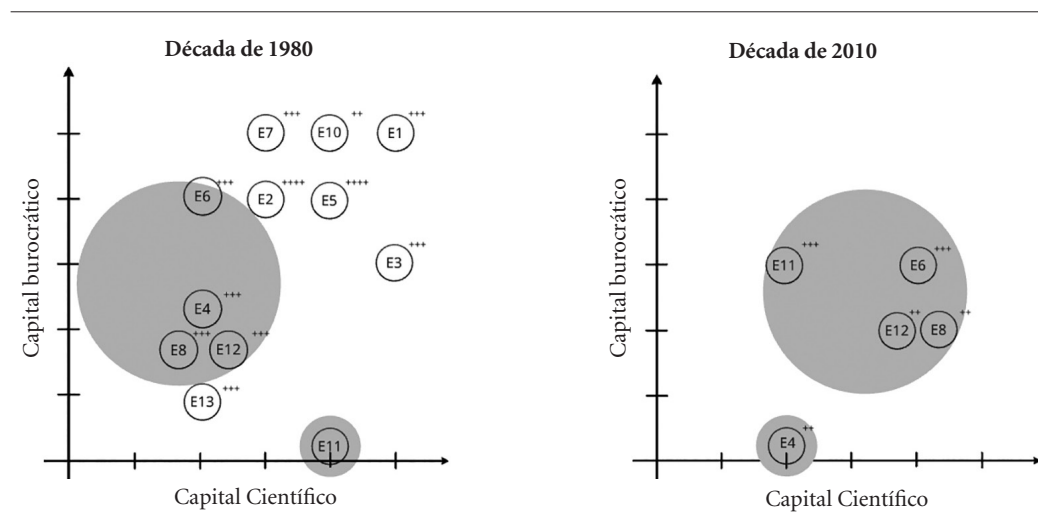 Década de 1980
Capital burocrático
E7 +++
E10 ++
E1 +++
E6 +++
E2 ++++
E5 ++++
E3 +++
E4 +++
E8 +++
E12 +++
E13 +++
E11
Capital Científico
Década de 2010
Capital burocrático
E11 +++
E6 +++
E12 ++
E8 ++
E4 ++
Capital Científico